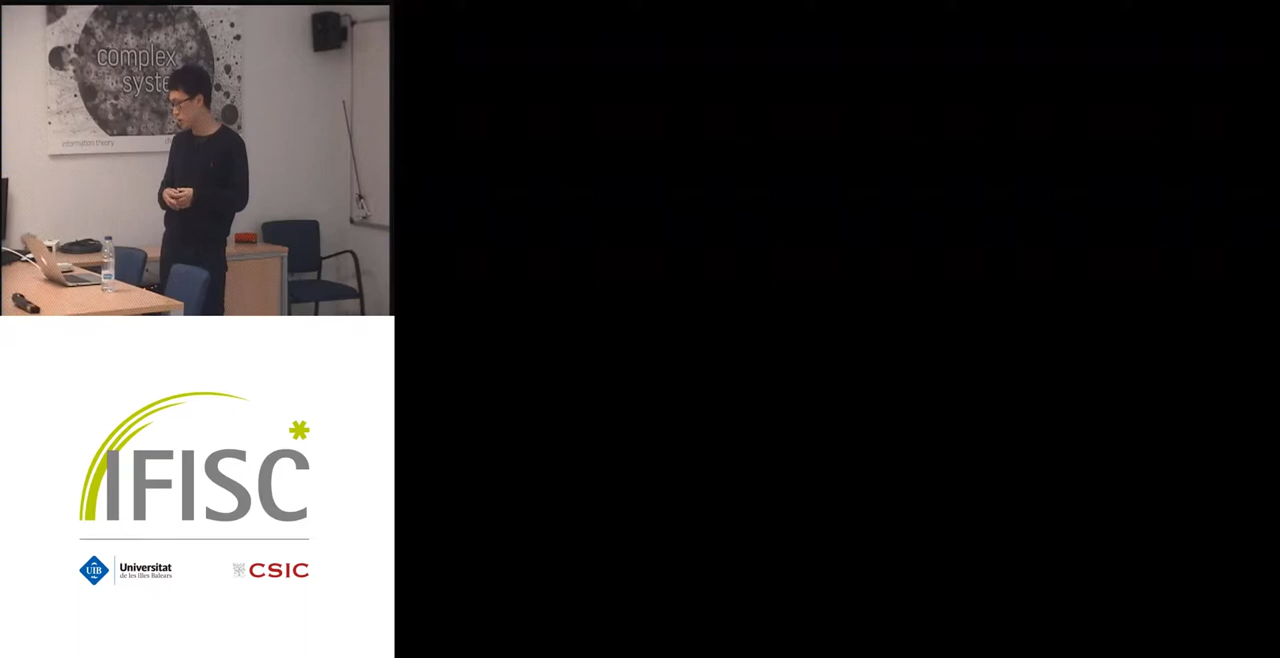 complex
syste
information theory
IFISC*
UIB
Universitat
de les Illes Balears
CSIC